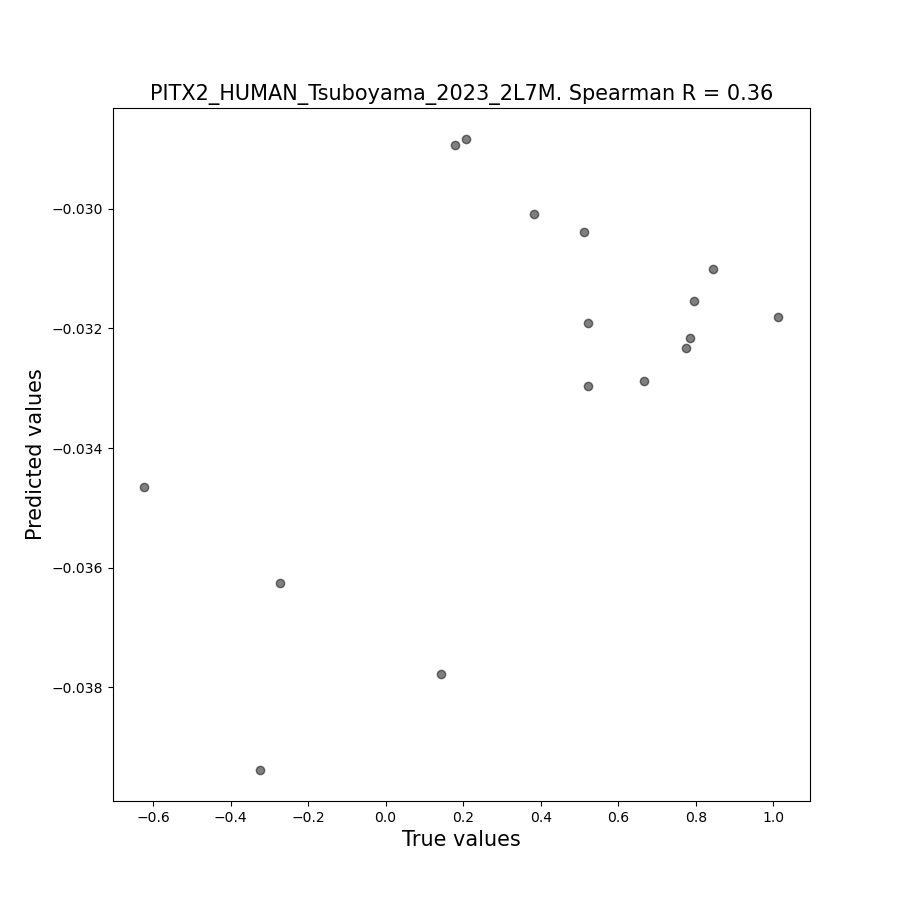 PITX2_HUMAN_Tsuboyama_2023_2L7M. Spearman R = 0.36
−0.030
−0.032
−0.034
−0.036
−0.038
Predicted values
−0.6 −0.4 −0.2 0.0 0.2 0.4 0.6 0.8 1.0
True values